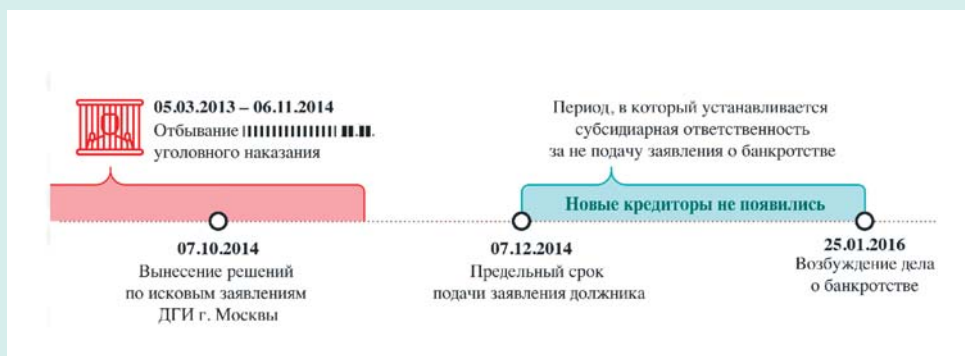 05.03.2013 – 06.11.2014
Отбывание
уголовного наказания
Период, в который устанавливается
субсидиарная ответственность
за не подачу заявления о банкротстве
Новые кредиторы не появились
07.10.2014
Вынесение решений
по исковым заявлениям
ДГИ г. Москвы
07.12.2014
Предельный срок
подачи заявления должника
25.01.2016
Возбуждение дела
о банкротстве